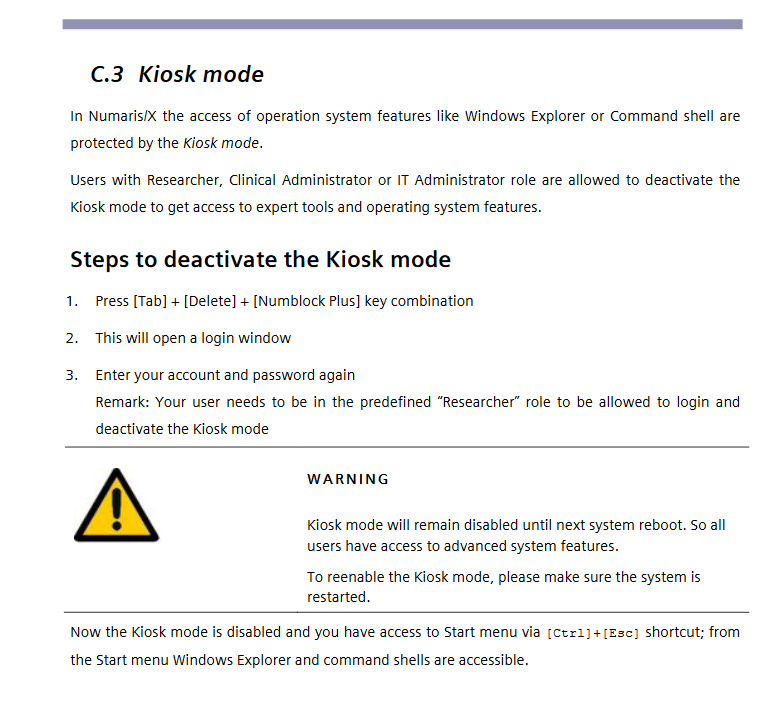 C.3 Kiosk mode
In Numaris/X the access of operation system features like Windows Explorer or Command shell are
protected by the Kiosk mode.
Users with Researcher, Clinical Administrator or IT Administrator role are allowed to deactivate the
Kiosk mode to get access to expert tools and operating system features.
Steps to deactivate the Kiosk mode
1. Press [Tab] + [Delete] + [Numblock Plus] key combination
2. This will open a login window
3. Enter your account and password again
Remark: Your user needs to be in the predefined “Researcher” role to be allowed to login and
deactivate the Kiosk mode
WARNING
Kiosk mode will remain disabled until next system reboot. So all
users have access to advanced system features.
To reenable the Kiosk mode, please make sure the system is
restarted.
Now the Kiosk mode is disabled and you have access to Start menu via [Ctrl]+[Esc] shortcut; from
the Start menu Windows Explorer and command shells are accessible.